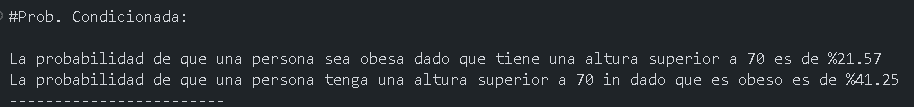 #Prob. Condicionada:
La probabilidad de que una persona sea obesa dado que tiene una altura superior a 70 es de %21.57
La probabilidad de que una persona tenga una altura superior a 70 in dado que es obeso es de %41.25
------------------------